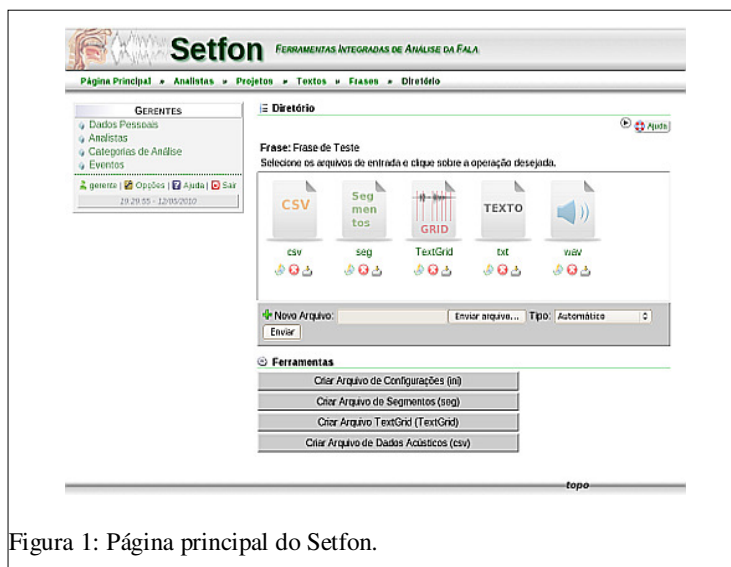 Setfon FERRAMENTAS INTEGRADAS DE ANÁLISE DA FALA
Página Principal » Analistas » Projetos » Textos » Frases » Diretório
GERENTES
Dados Pessoais
Analistas
Categorias de Análise
Eventos
gerente | Opções | Ajuda | Sair
19:29:55 - 12/05/2010
Diretório
Ajuda
Frase: Frase de Teste
Selecione os arquivos de entrada e clique sobre a operação desejada.
CSV
Seg
men
tos
GRID
TEXTO
csv seg TextGrid txt wav
Novo Arquivo: Enviar arquivo... Tipo: Automático
Enviar
Ferramentas
Criar Arquivo de Configurações (ini)
Criar Arquivo de Segmentos (seg)
Criar Arquivo TextGrid (TextGrid)
Criar Arquivo de Dados Acústicos (csv)
topo
Figura 1: Página principal do Setfon.